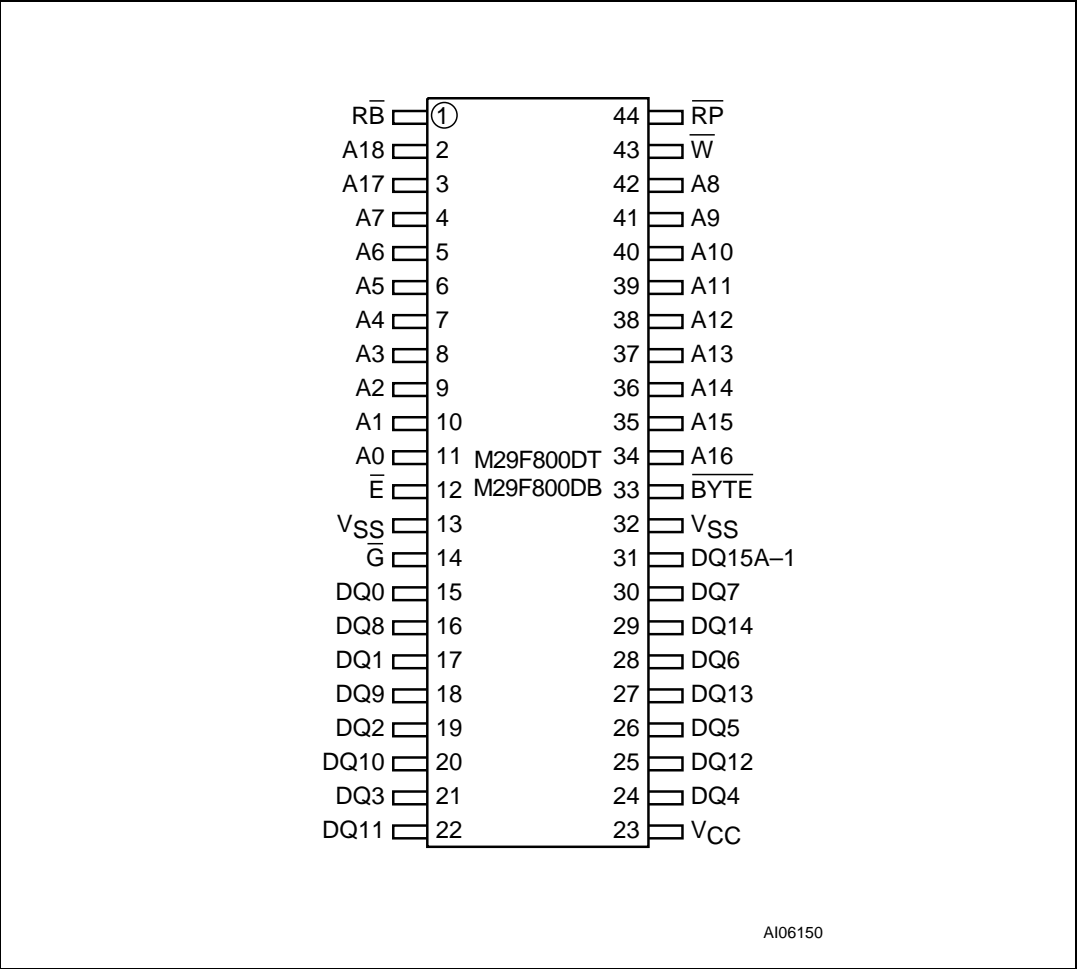 RB̅ 1 44 R̅P̅
A18 2 43 W̅
A17 3 42 A8
A7 4 41 A9
A6 5 40 A10
A5 6 39 A11
A4 7 38 A12
A3 8 37 A13
A2 9 36 A14
A1 10 35 A15
A0 11 M29F800DT 34 A16
E̅ 12 M29F800DB 33 B̅Y̅T̅E̅
VSS 13 32 VSS
G̅ 14 31 DQ15A–1
DQ0 15 30 DQ7
DQ8 16 29 DQ14
DQ1 17 28 DQ6
DQ9 18 27 DQ13
DQ2 19 26 DQ5
DQ10 20 25 DQ12
DQ3 21 24 DQ4
DQ11 22 23 VCC
AI06150